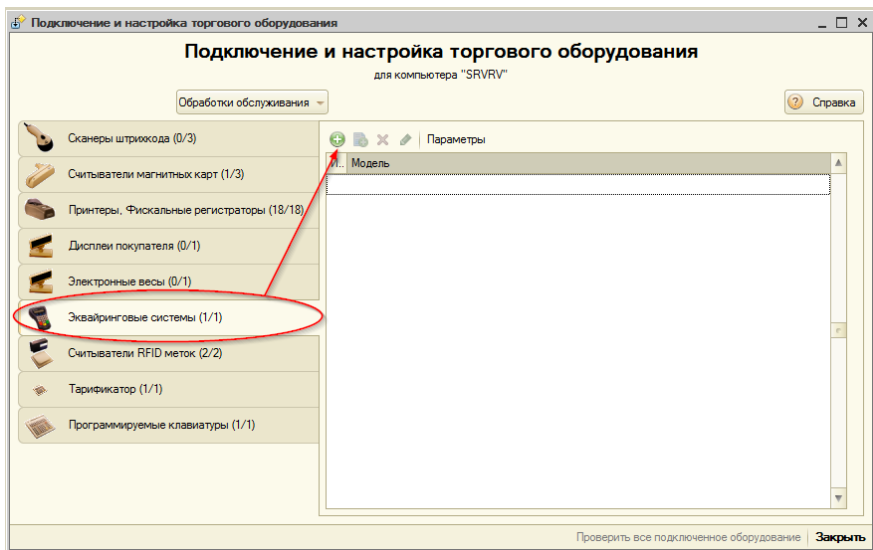 Подключение и настройка торгового оборудования
Подключение и настройка торгового оборудования
для компьютера "SRVRV"
Обработки обслуживания
Справка
Сканеры штрихкода (0/3)
Считыватели магнитных карт (1/3)
Принтеры, Фискальные регистраторы (18/18)
Дисплеи покупателя (0/1)
Электронные весы (0/1)
Эквайринговые системы (1/1)
Считыватели RFID меток (2/2)
Тарификатор (1/1)
Программируемые клавиатуры (1/1)
Параметры
И.. Модель
Проверить все подключенное оборудование
Закрыть